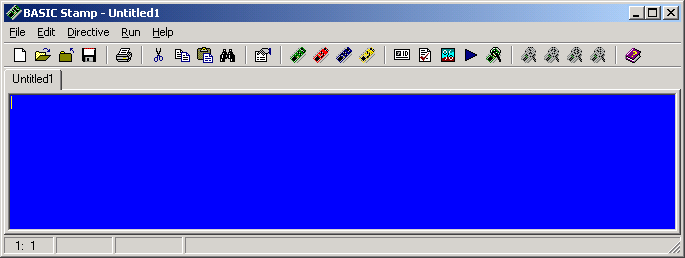 BASIC Stamp - Untitled1
File Edit Directive Run Help
Untitled1
1: 1